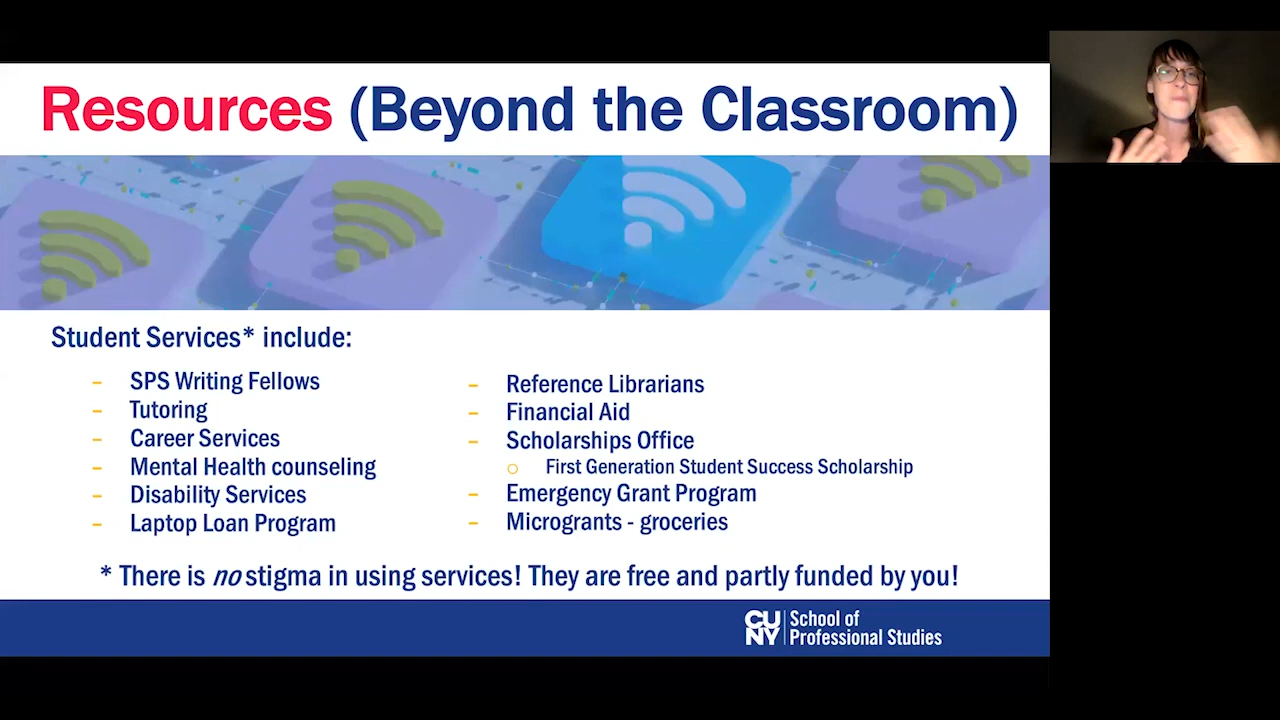 Resources (Beyond the Classroom)
Student Services* include:
– SPS Writing Fellows
– Tutoring
– Career Services
– Mental Health counseling
– Disability Services
– Laptop Loan Program
– Reference Librarians
– Financial Aid
– Scholarships Office
o First Generation Student Success Scholarship
– Emergency Grant Program
– Microgrants - groceries
* There is no stigma in using services! They are free and partly funded by you!
CUNY
School of
Professional Studies